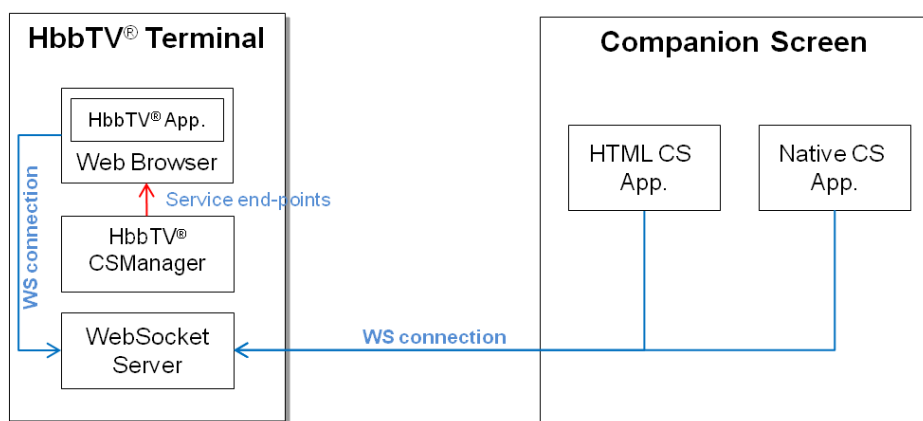 HbbTV® Terminal
HbbTV® App.
Web Browser
Service end-points
HbbTV®
CSManager
WS connection
WebSocket
Server
WS connection
Companion Screen
HTML CS
App.
Native CS
App.